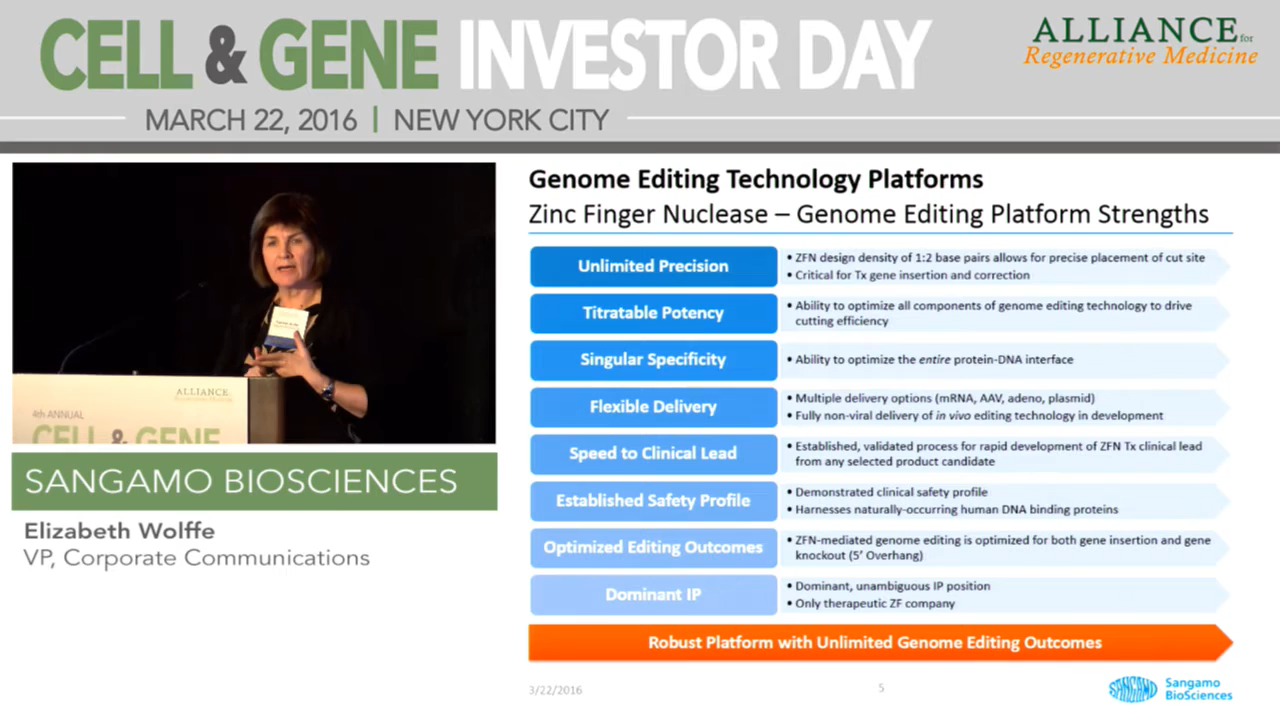 CELL & GENE INVESTOR DAY
MARCH 22, 2016 | NEW YORK CITY
ALLIANCE for
Regenerative Medicine
ALLIANCE
4th ANNUAL
CELL & GENE
SANGAMO BIOSCIENCES
Elizabeth Wolffe
VP, Corporate Communications
Genome Editing Technology Platforms
Zinc Finger Nuclease – Genome Editing Platform Strengths
Unlimited Precision
• ZFN design density of 1:2 base pairs allows for precise placement of cut site
• Critical for Tx gene insertion and correction
Titratable Potency
• Ability to optimize all components of genome editing technology to drive
cutting efficiency
Singular Specificity
• Ability to optimize the entire protein-DNA interface
Flexible Delivery
• Multiple delivery options (mRNA, AAV, adeno, plasmid)
• Fully non-viral delivery of in vivo editing technology in development
Speed to Clinical Lead
• Established, validated process for rapid development of ZFN Tx clinical lead
from any selected product candidate
Established Safety Profile
• Demonstrated clinical safety profile
• Harnesses naturally-occurring human DNA binding proteins
Optimized Editing Outcomes
• ZFN-mediated genome editing is optimized for both gene insertion and gene
knockout (5’ Overhang)
Dominant IP
• Dominant, unambiguous IP position
• Only therapeutic ZF company
Robust Platform with Unlimited Genome Editing Outcomes
3/22/2016
5
SANGAMO
Sangamo
BioSciences